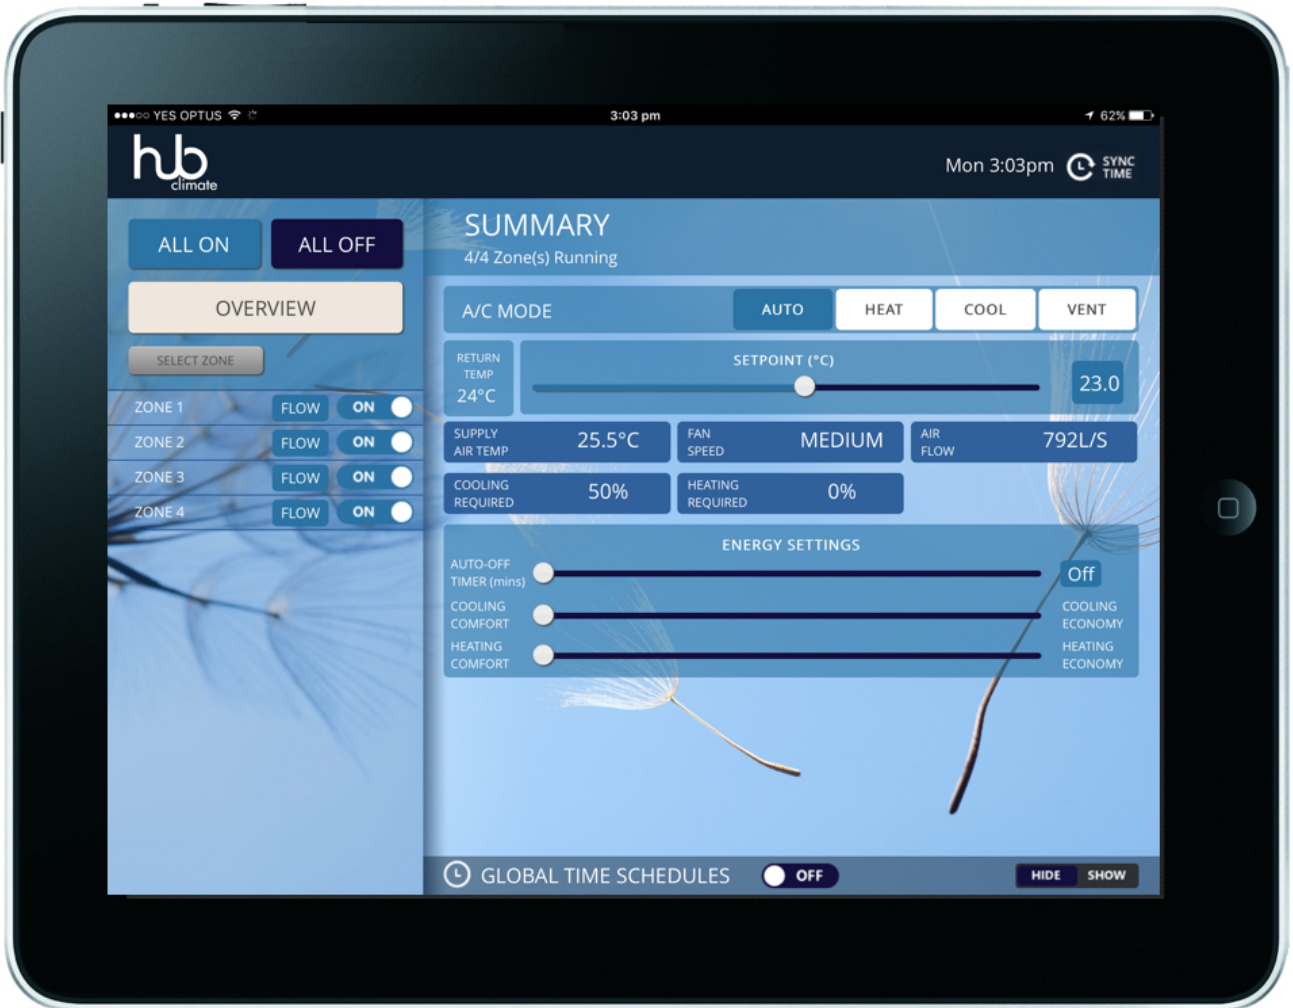 YES OPTUS 3:03 pm 62%
hub
climate
Mon 3:03pm SYNC
TIME
ALL ON ALL OFF
OVERVIEW
SELECT ZONE
ZONE 1 FLOW ON
ZONE 2 FLOW ON
ZONE 3 FLOW ON
ZONE 4 FLOW ON
SUMMARY
4/4 Zone(s) Running
A/C MODE AUTO HEAT COOL VENT
RETURN
TEMP
24°C
SETPOINT (°C)
23.0
SUPPLY
AIR TEMP
25.5°C
FAN
SPEED
MEDIUM
AIR
FLOW
792L/S
COOLING
REQUIRED
50%
HEATING
REQUIRED
0%
ENERGY SETTINGS
AUTO-OFF
TIMER (mins)
Off
COOLING
COMFORT
COOLING
ECONOMY
HEATING
COMFORT
HEATING
ECONOMY
GLOBAL TIME SCHEDULES OFF HIDE SHOW